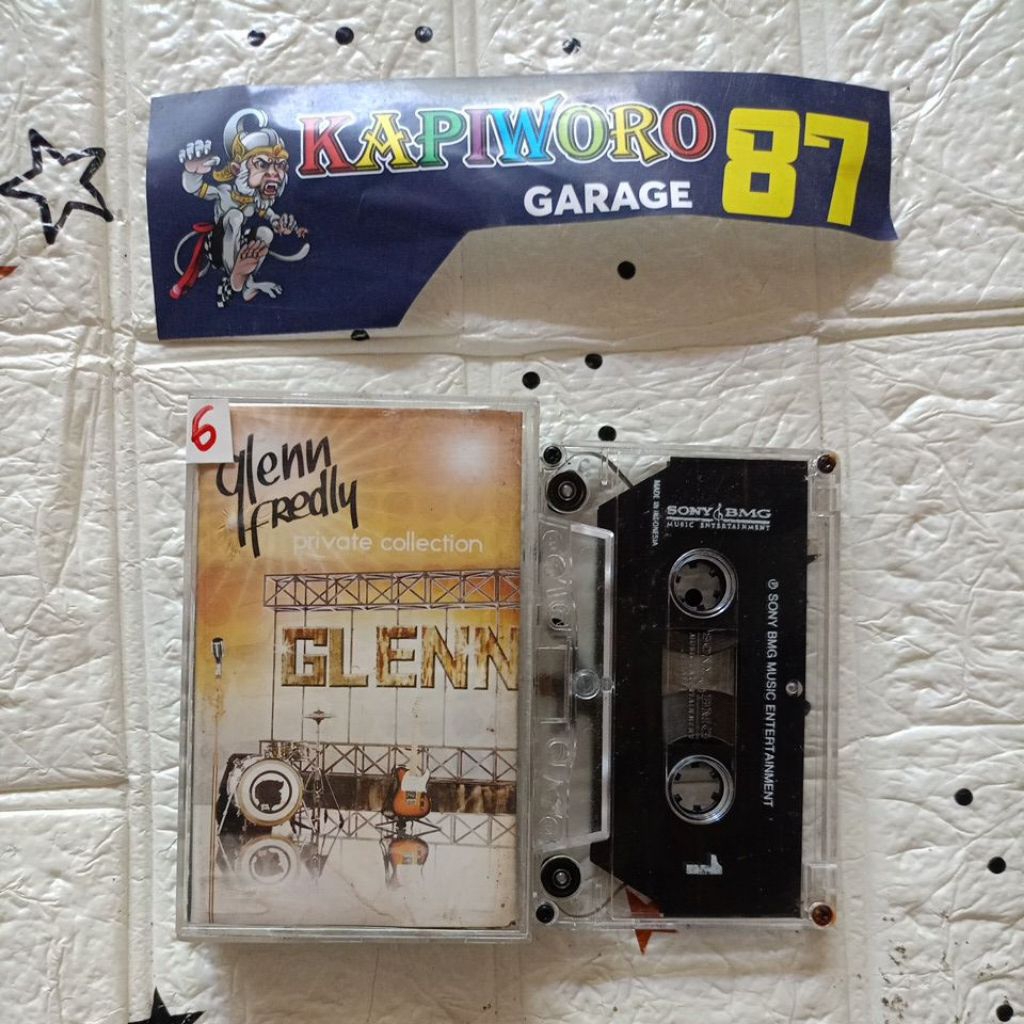 KAPIWORO 87
GARAGE
6
glenn
fredly
private collection
GLENN
MADE IN INDONESIA
SONY BMG
MUSIC ENTERTAINMENT
℗ SONY BMG MUSIC ENTERTAINMENT
1